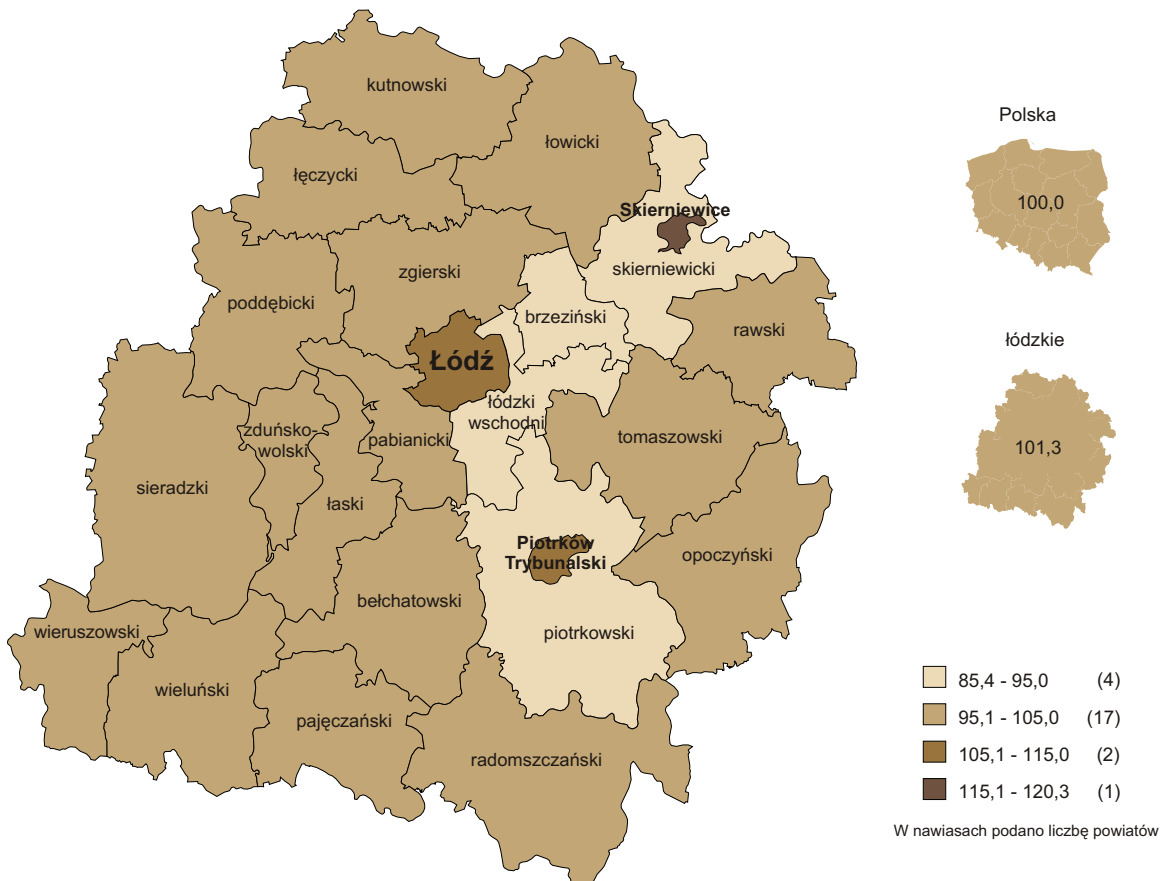 kutnowski
łowicki
łęczycki
Skierniewice
skierniewicki
zgierski
poddębicki
brzeziński
rawski
Łódź
łódzki
wschodni
zduńsko-
wolski
pabianicki
tomaszowski
sieradzki
łaski
Piotrków
Trybunalski
opoczyński
bełchatowski
wieruszowski
piotrkowski
wieluński
pajęczański
radomszczański
Polska
100,0
łódzkie
101,3
85,4 - 95,0 (4)
95,1 - 105,0 (17)
105,1 - 115,0 (2)
115,1 - 120,3 (1)
W nawiasach podano liczbę powiatów